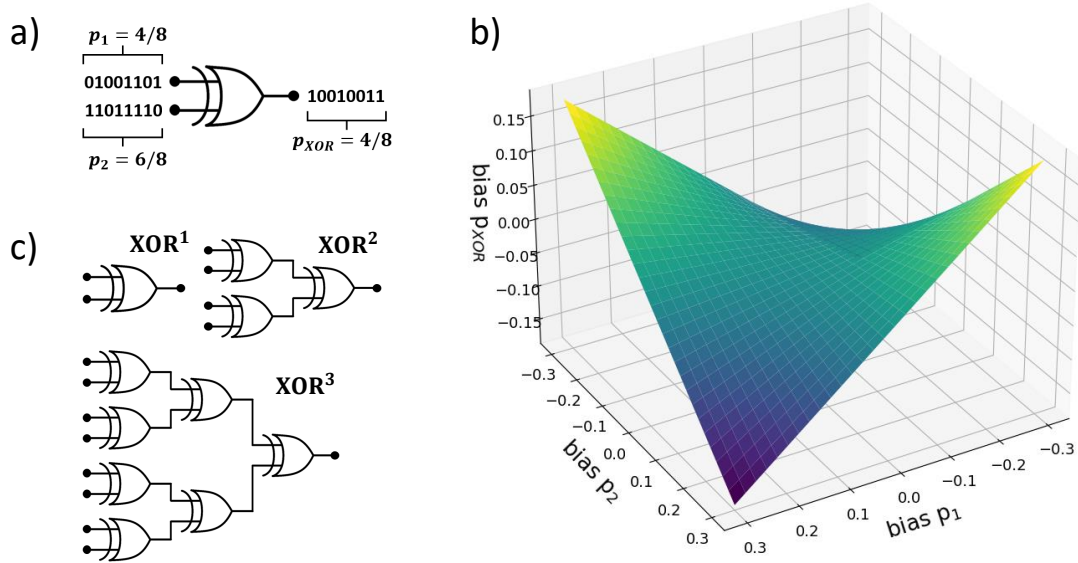 a)
p₁ = 4/8
01001101
11011110
p₂ = 6/8
10010011
p_XOR = 4/8
b)
0.15
0.10
0.05
0.00
−0.05
−0.10
−0.15
bias p_XOR
−0.3
−0.2
−0.1
0.0
0.1
0.2
0.3
bias p₂
0.3
0.2
0.1
0.0
−0.1
−0.2
−0.3
bias p₁
c)
XOR¹
XOR²
XOR³